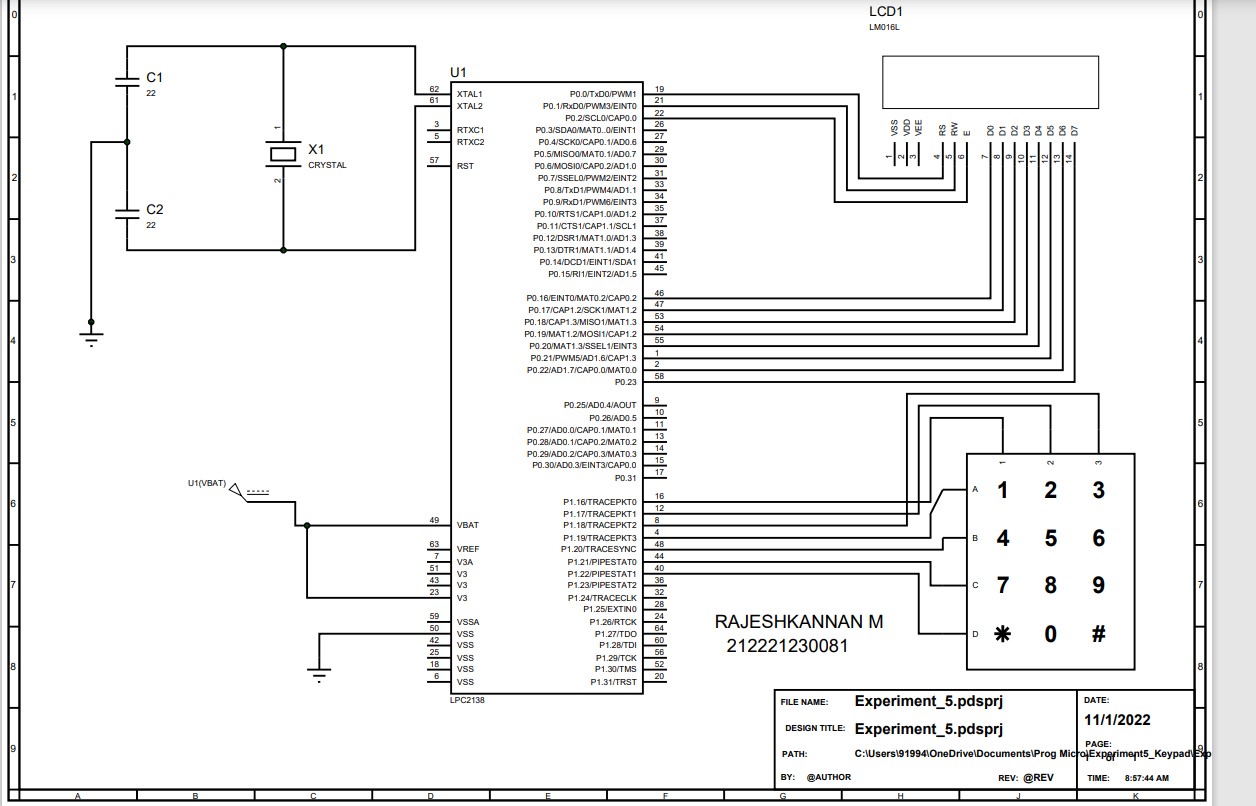 LCD1
LM016L
0
0
C1
22
U1
1
1
62
XTAL1
P0.0/TxD0/PWM1
19
61
XTAL2
P0.1/RxD0/PWM3/EINT0
21
P0.2/SCL0/CAP0.0
22
3
RTXC1
P0.3/SDA0/MAT0..0/EINT1
26
5
RTXC2
P0.4/SCK0/CAP0.1/AD0.6
27
P0.5/MISO0/MAT0.1/AD0.7
29
57
RST
P0.6/MOSI0/CAP0.2/AD1.0
30
P0.7/SSEL0/PWM2/EINT2
31
P0.8/TxD1/PWM4/AD1.1
33
P0.9/RxD1/PWM6/EINT3
34
P0.10/RTS1/CAP1.0/AD1.2
35
P0.11/CTS1/CAP1.1/SCL1
37
P0.12/DSR1/MAT1.0/AD1.3
38
P0.13/DTR1/MAT1.1/AD1.4
39
P0.14/DCD1/EINT1/SDA1
41
P0.15/RI1/EINT2/AD1.5
45
VSS VDD VEE RS RW E D0 D1 D2 D3 D4 D5 D6 D7
1 2 3 4 5 6 7 8 9 10 11 12 13 14
1
X1
CRYSTAL
2
2
2
C2
22
3
3
P0.16/EINT0/MAT0.2/CAP0.2
46
P0.17/CAP1.2/SCK1/MAT1.2
47
P0.18/CAP1.3/MISO1/MAT1.3
53
P0.19/MAT1.2/MOSI1/CAP1.2
54
P0.20/MAT1.3/SSEL1/EINT3
55
P0.21/PWM5/AD1.6/CAP1.3
1
P0.22/AD1.7/CAP0.0/MAT0.0
2
P0.23
58
4
4
P0.25/AD0.4/AOUT
9
P0.26/AD0.5
10
P0.27/AD0.0/CAP0.1/MAT0.1
11
P0.28/AD0.1/CAP0.2/MAT0.2
13
P0.29/AD0.2/CAP0.3/MAT0.3
14
P0.30/AD0.3/EINT3/CAP0.0
15
P0.31
17
5
5
1 2 3
A
1 2 3
B
4 5 6
C
7 8 9
D
* 0 #
U1(VBAT)
6
6
P1.16/TRACEPKT0
16
P1.17/TRACEPKT1
12
49
VBAT
P1.18/TRACEPKT2
8
P1.19/TRACEPKT3
4
63
VREF
P1.20/TRACESYNC
48
7
V3A
P1.21/PIPESTAT0
44
51
V3
P1.22/PIPESTAT1
40
43
V3
P1.23/PIPESTAT2
36
23
V3
P1.24/TRACECLK
32
P1.25/EXTIN0
28
59
VSSA
P1.26/RTCK
24
50
VSS
P1.27/TDO
64
42
VSS
P1.28/TDI
60
25
VSS
P1.29/TCK
56
18
VSS
P1.30/TMS
52
6
VSS
P1.31/TRST
20
LPC2138
7
7
RAJESHKANNAN M
212221230081
8
8
FILE NAME: Experiment_5.pdsprj
DATE:
11/1/2022
DESIGN TITLE: Experiment_5.pdsprj
PAGE:
PATH: C:\Users\91994\OneDrive\Documents\Prog Micro\Experiment5_Keypad\Exp
of
BY: @AUTHOR
REV: @REV
TIME: 8:57:44 AM
9
9
A B C D E F G H J K